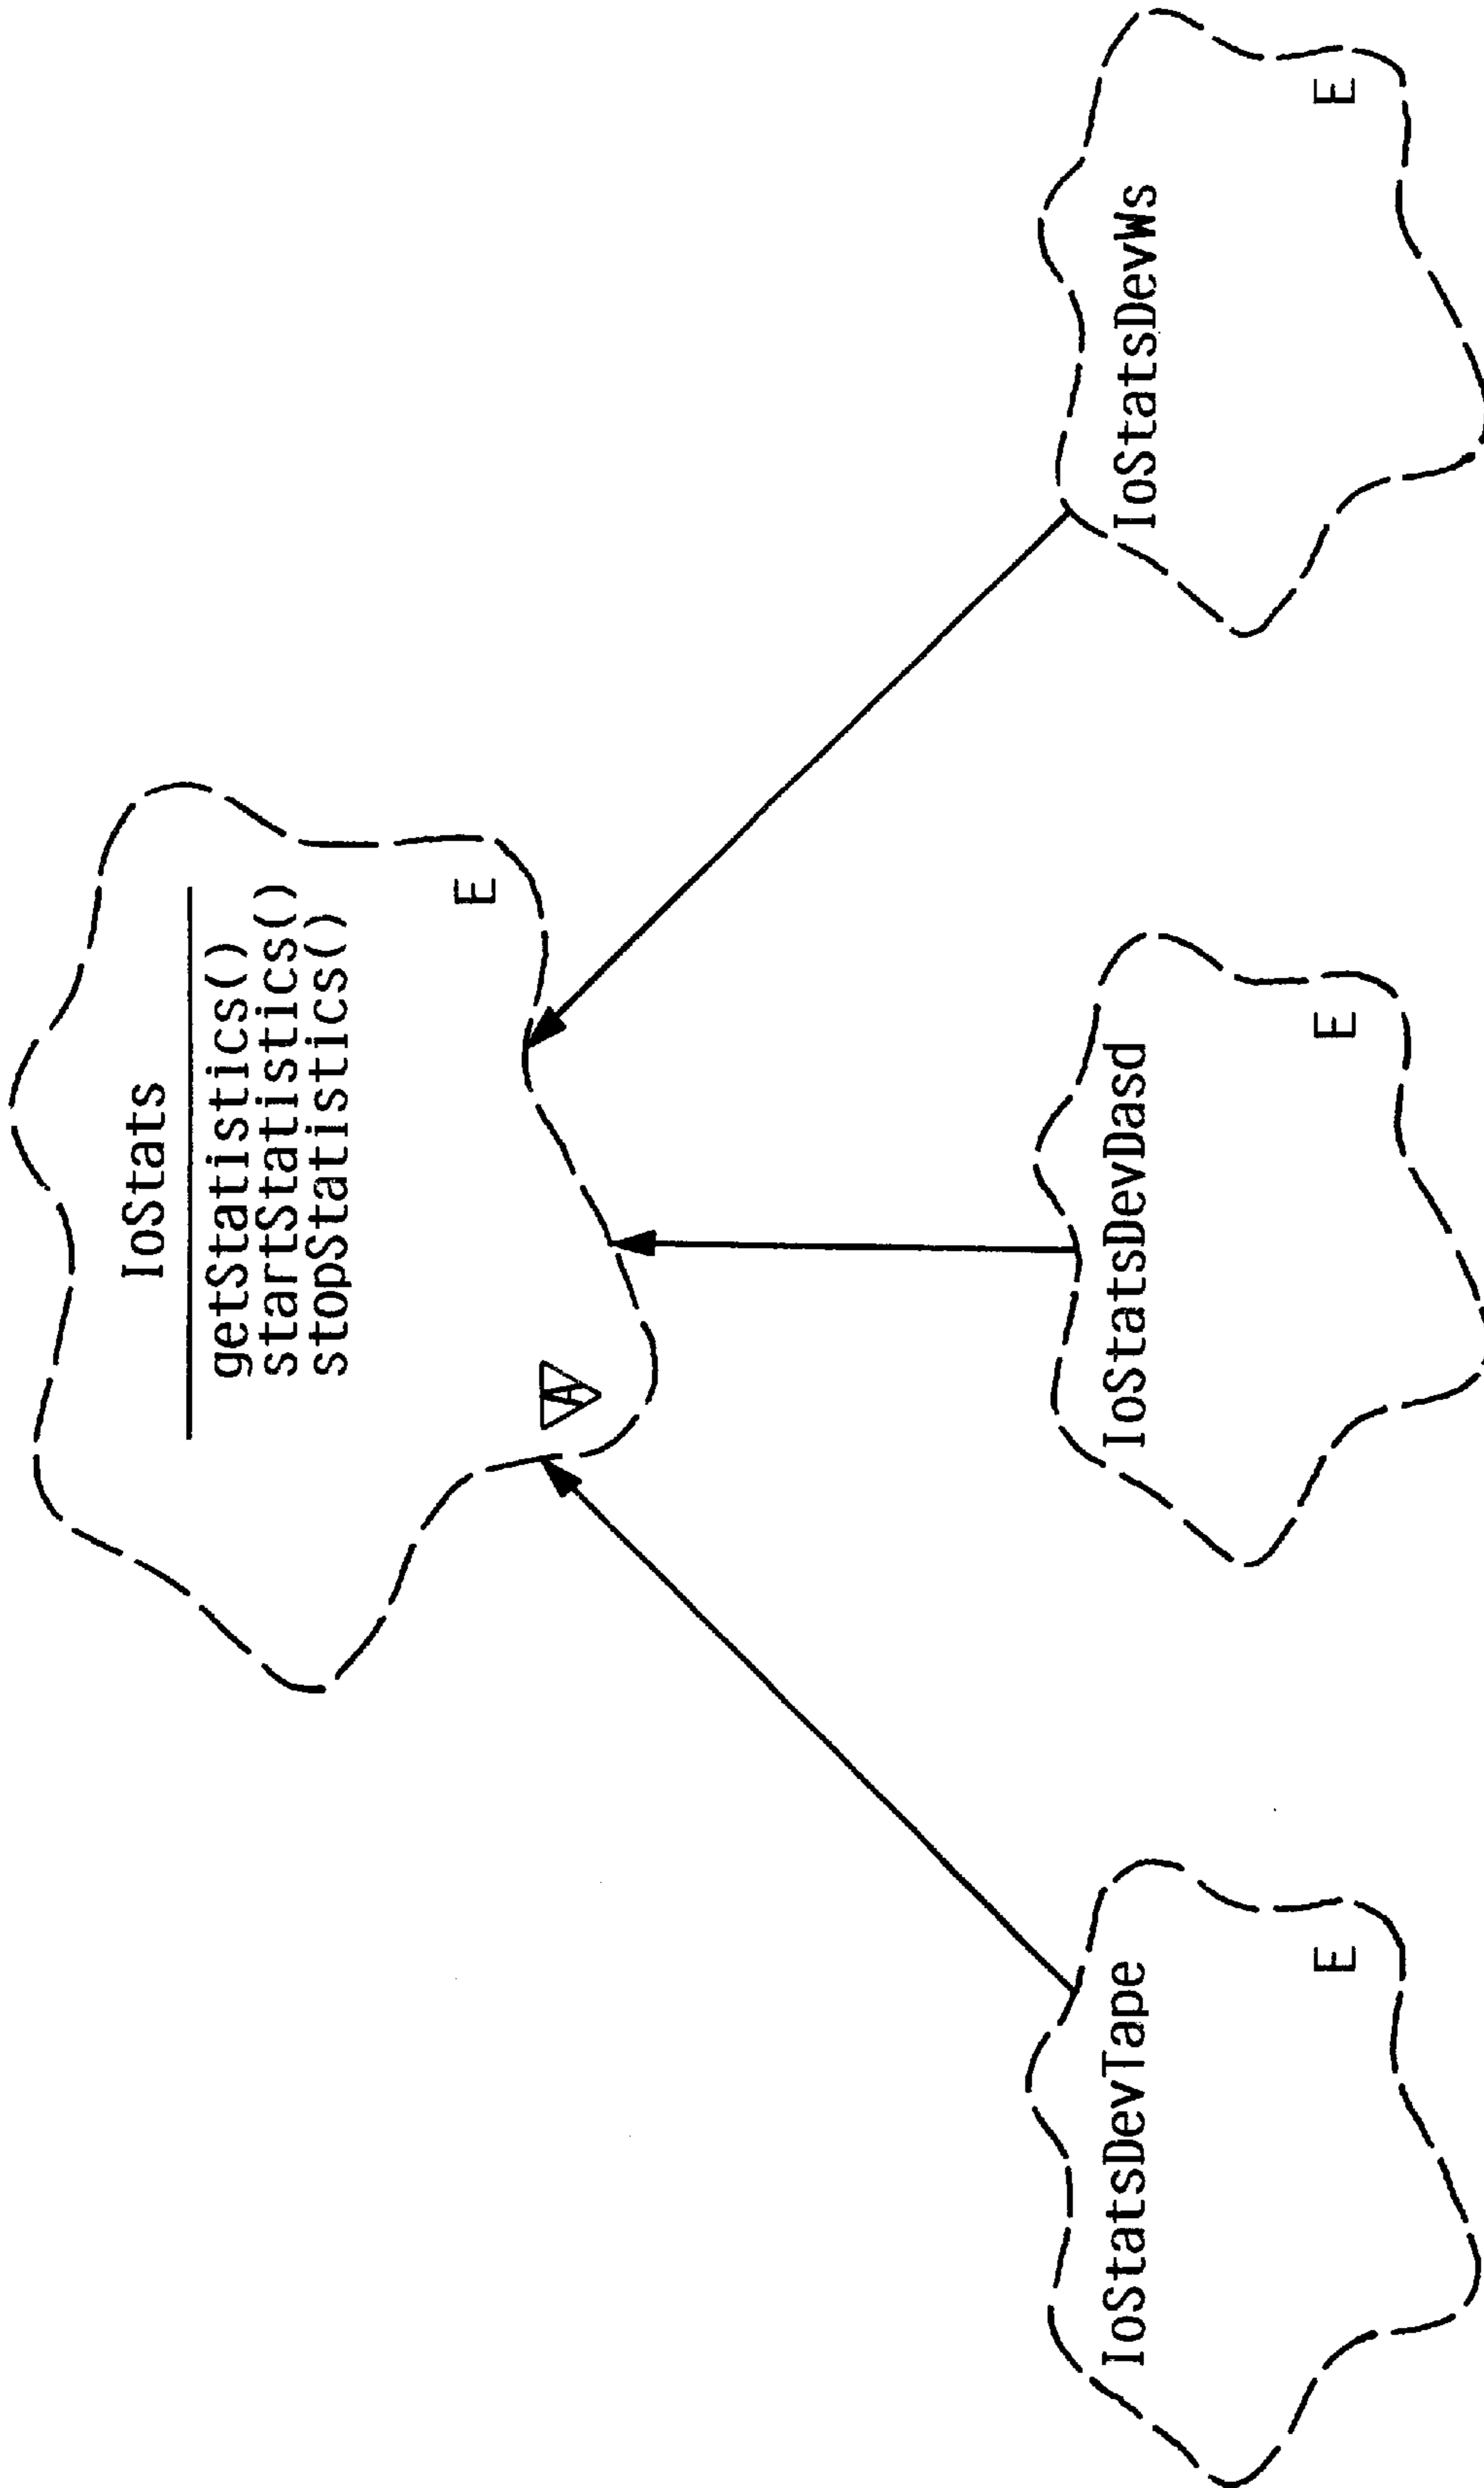 IoStats
getStatistics()
startStatistics()
stopStatistics()
A
E
IoStatsDevTape
E
IoStatsDevDasd
E
IoStatsDevWs
E